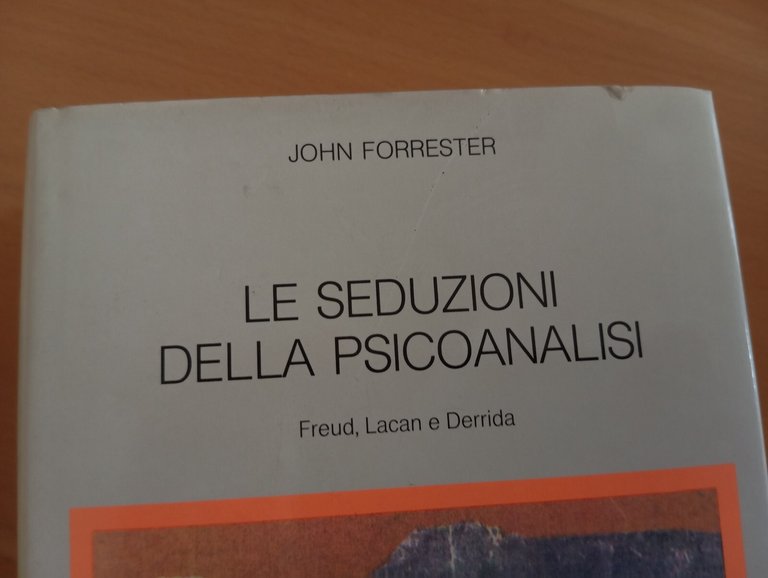 JOHN FORRESTER
LE SEDUZIONI
DELLA PSICOANALISI
Freud, Lacan e Derrida